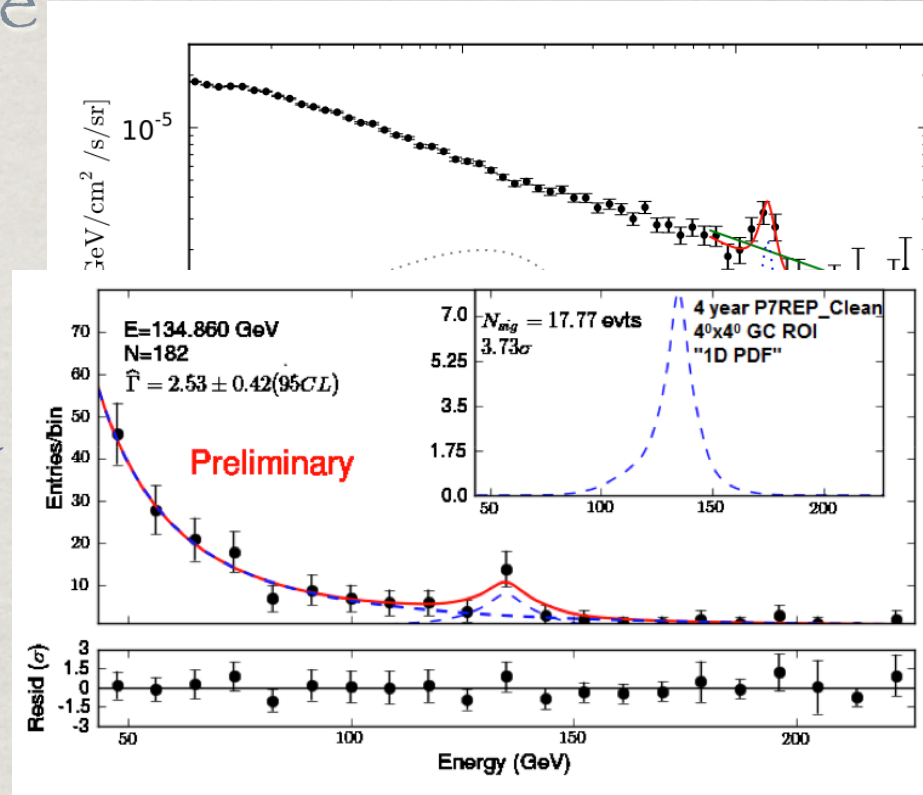 10⁻⁵
GeV/cm² /s/sr]
E=134.860 GeV
N=182
Γ̂ = 2.53 ± 0.42(95CL)
Preliminary
N_sig = 17.77 evts
3.73σ
4 year P7REP_Clean
4⁰x4⁰ GC ROI
"1D PDF"
7.0
5.25
3.5
1.75
0.0
50 100 150 200
Entries/bin
70
60
50
40
30
20
10
Resid (σ)
3
1.5
0
-1.5
-3
50 100 150 200
Energy (GeV)